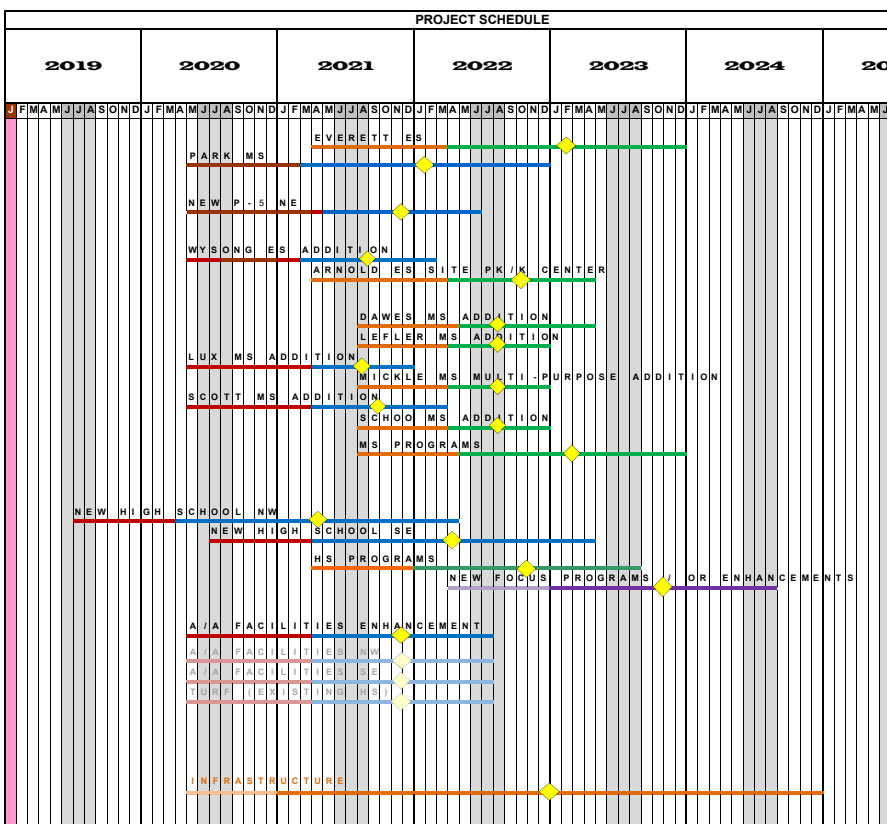 PROJECT SCHEDULE
2019 2020 2021 2022 2023 2024 20
J F M A M J J A S O N D J F M A M J J A S O N D J F M A M J J A S O N D J F M A M J J A S O N D J F M A M J J A S O N D J F M A M J J A S O N D J F M A M J
EVERETT ES
PARK MS
NEW P-5 NE
WYSONG ES ADDITION
ARNOLD ES SITE PK/K CENTER
DAWES MS ADDITION
LEFLER MS ADDITION
LUX MS ADDITION
MICKLE MS MULTI-PURPOSE ADDITION
SCOTT MS ADDITION
SCHOO MS ADDITION
MS PROGRAMS
NEW HIGH SCHOOL NW
NEW HIGH SCHOOL SE
HS PROGRAMS
NEW FOCUS PROGRAMS / OR ENHANCEMENTS
A/A FACILITIES ENHANCEMENT
A/A FACILITIES NW
A/A FACILITIES SE
TURF (EXISTING HS)
INFRASTRUCTURE